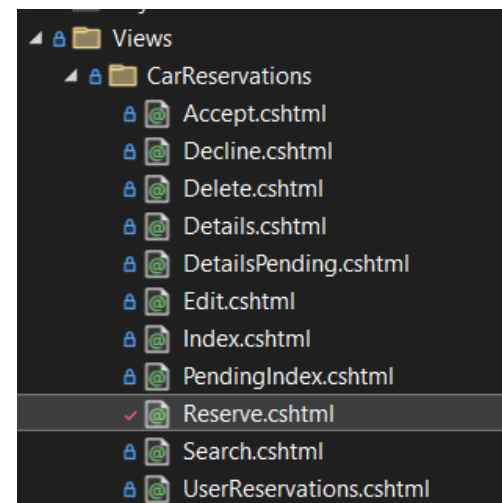 Views
CarReservations
Accept.cshtml
Decline.cshtml
Delete.cshtml
Details.cshtml
DetailsPending.cshtml
Edit.cshtml
Index.cshtml
PendingIndex.cshtml
Reserve.cshtml
Search.cshtml
UserReservations.cshtml